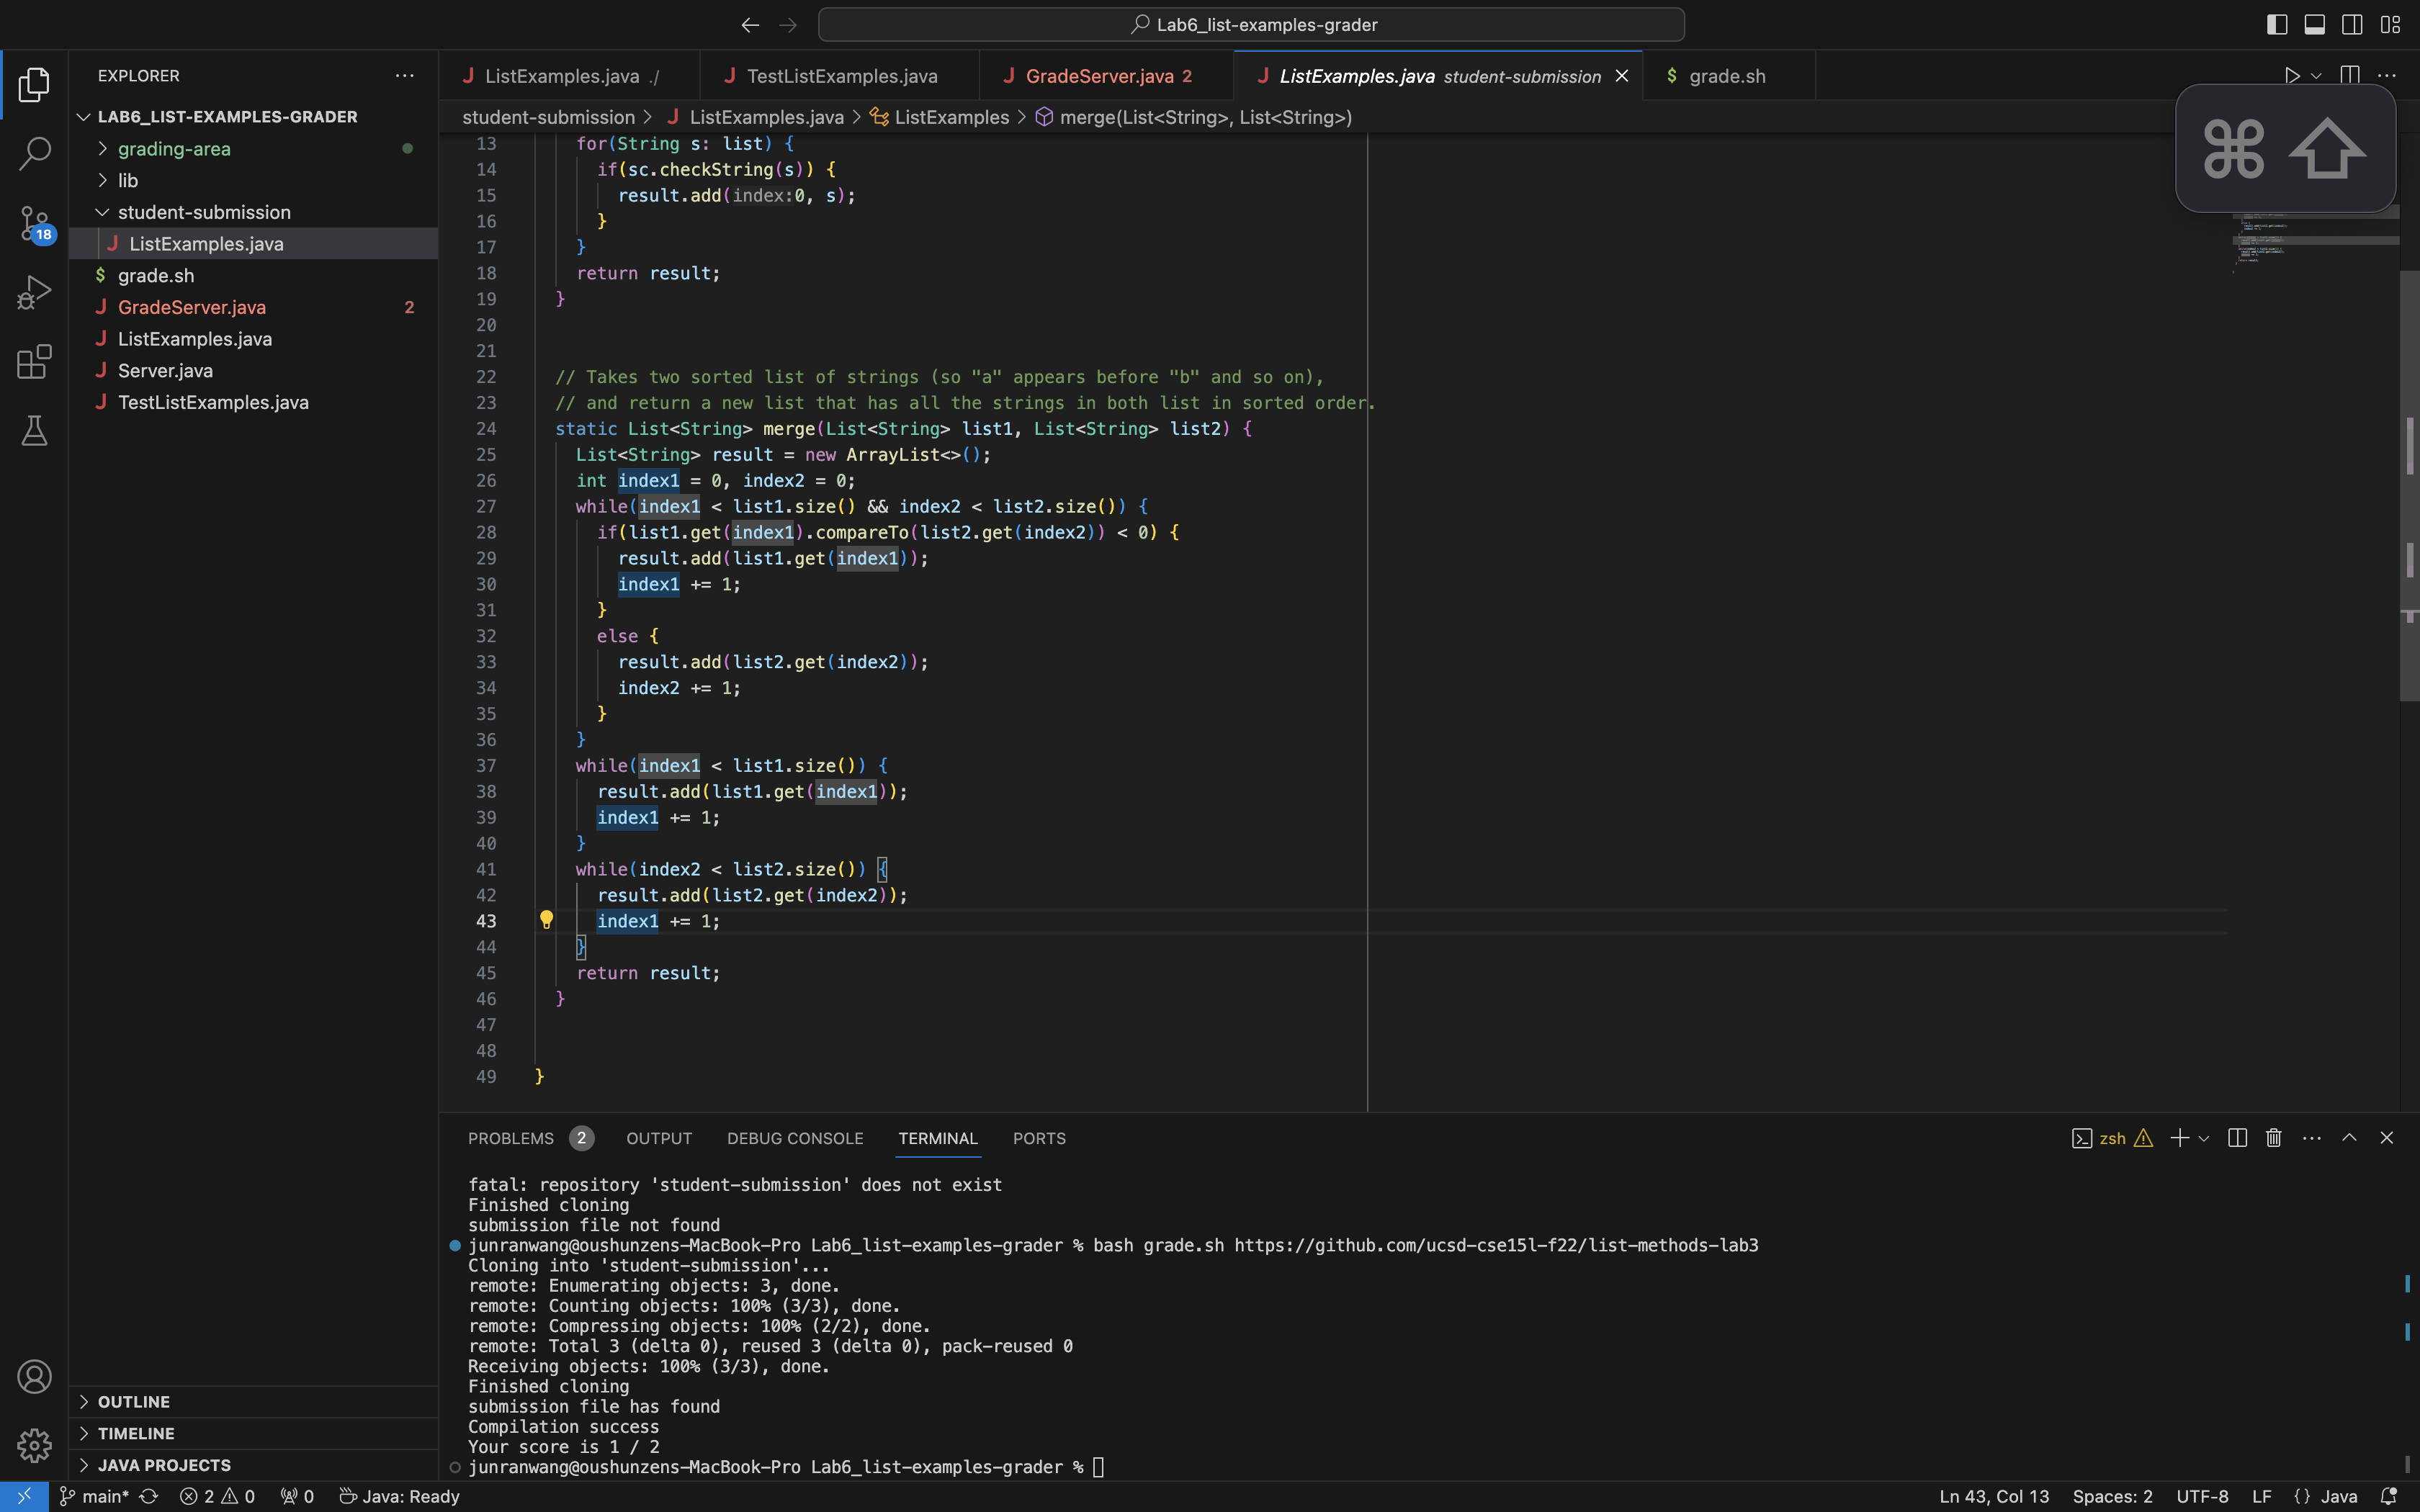 Lab6_list-examples-grader
EXPLORER
LAB6_LIST-EXAMPLES-GRADER
grading-area
lib
student-submission
ListExamples.java
grade.sh
GradeServer.java 2
ListExamples.java
Server.java
TestListExamples.java
18
OUTLINE
TIMELINE
JAVA PROJECTS
ListExamples.java ./ TestListExamples.java GradeServer.java 2 ListExamples.java student-submission $ grade.sh
student-submission > ListExamples.java > ListExamples > merge(List<String>, List<String>)
⌘ ⇧
13 for(String s: list) {
14 if(sc.checkString(s)) {
15 result.add(index:0, s);
16 }
17 }
18 return result;
19 }
20
21
22 // Takes two sorted list of strings (so "a" appears before "b" and so on),
23 // and return a new list that has all the strings in both list in sorted order.
24 static List<String> merge(List<String> list1, List<String> list2) {
25 List<String> result = new ArrayList<>();
26 int index1 = 0, index2 = 0;
27 while(index1 < list1.size() && index2 < list2.size()) {
28 if(list1.get(index1).compareTo(list2.get(index2)) < 0) {
29 result.add(list1.get(index1));
30 index1 += 1;
31 }
32 else {
33 result.add(list2.get(index2));
34 index2 += 1;
35 }
36 }
37 while(index1 < list1.size()) {
38 result.add(list1.get(index1));
39 index1 += 1;
40 }
41 while(index2 < list2.size()) {
42 result.add(list2.get(index2));
43 index1 += 1;
44 }
45 return result;
46 }
47
48
49 }
PROBLEMS 2 OUTPUT DEBUG CONSOLE TERMINAL PORTS zsh
fatal: repository 'student-submission' does not exist
Finished cloning
submission file not found
junranwang@oushunzens-MacBook-Pro Lab6_list-examples-grader % bash grade.sh https://github.com/ucsd-cse15l-f22/list-methods-lab3
Cloning into 'student-submission'...
remote: Enumerating objects: 3, done.
remote: Counting objects: 100% (3/3), done.
remote: Compressing objects: 100% (2/2), done.
remote: Total 3 (delta 0), reused 3 (delta 0), pack-reused 0
Receiving objects: 100% (3/3), done.
Finished cloning
submission file has found
Compilation success
Your score is 1 / 2
junranwang@oushunzens-MacBook-Pro Lab6_list-examples-grader %
main* 2 0 0 Java: Ready Ln 43, Col 13 Spaces: 2 UTF-8 LF {} Java